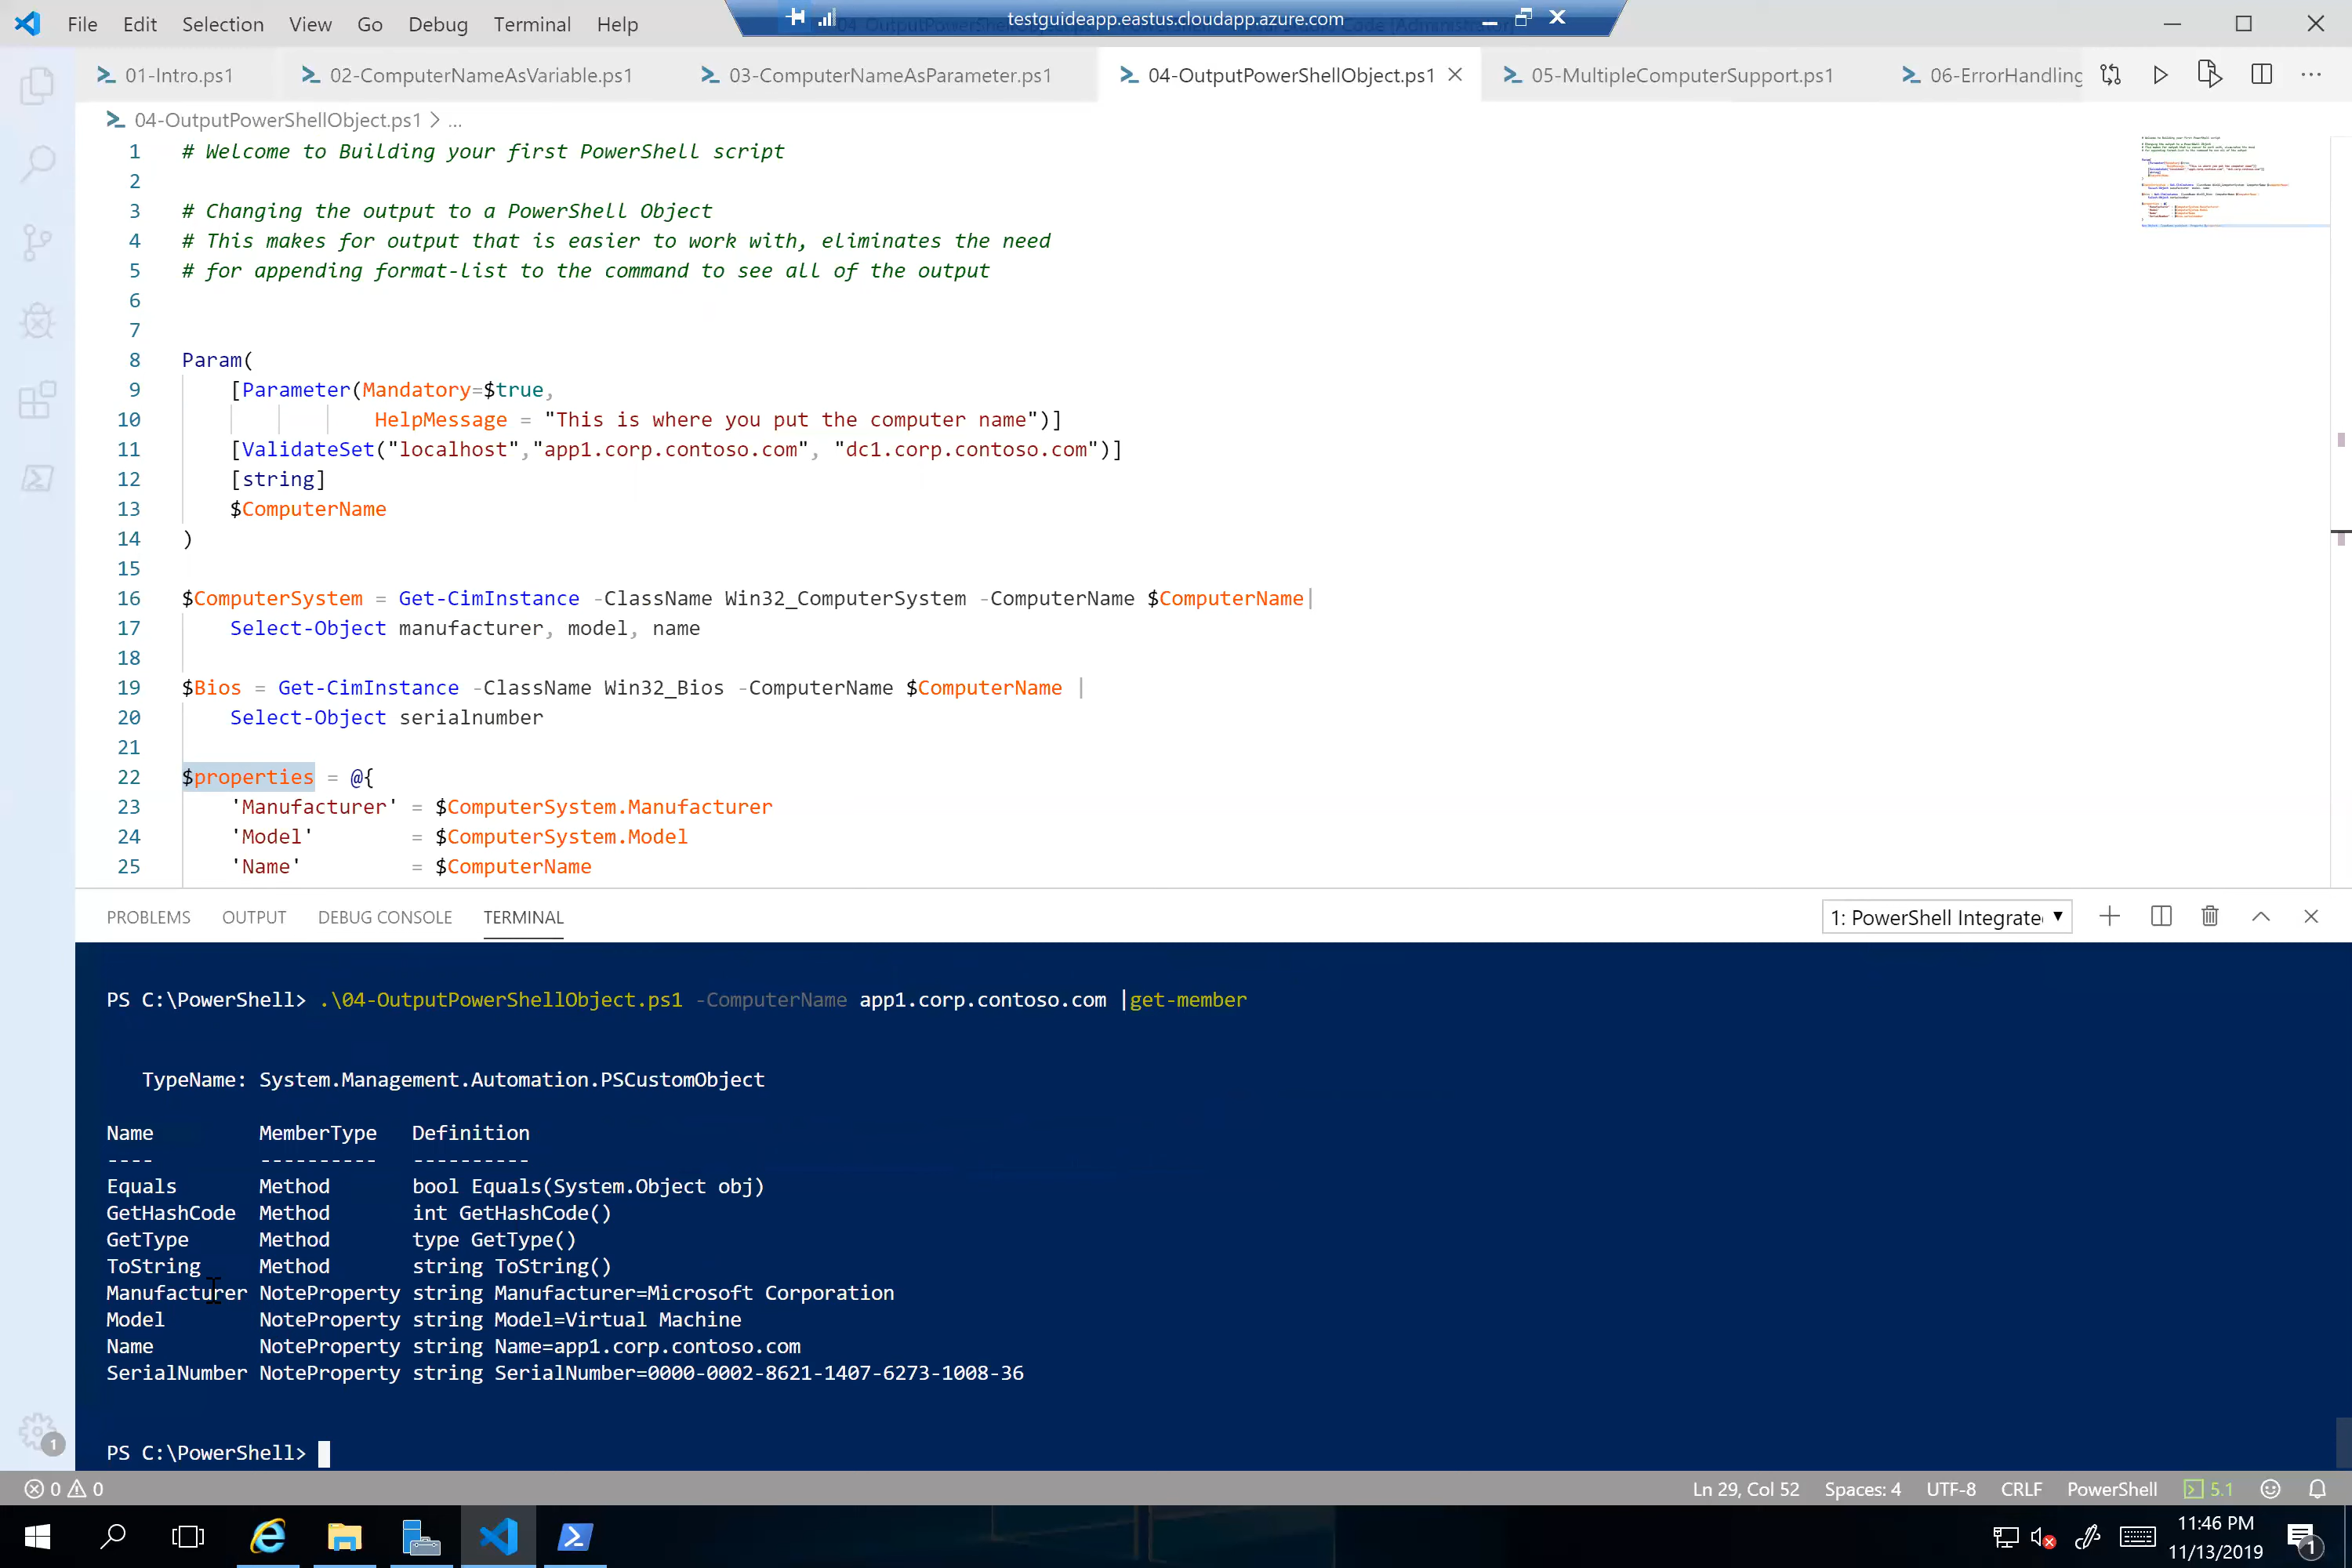 File Edit Selection View Go Debug Terminal Help
testguideapp.eastus.cloudapp.azure.com
01-Intro.ps1 02-ComputerNameAsVariable.ps1 03-ComputerNameAsParameter.ps1 04-OutputPowerShellObject.ps1 05-MultipleComputerSupport.ps1 06-ErrorHandling
04-OutputPowerShellObject.ps1 > ...
1 # Welcome to Building your first PowerShell script
2
3 # Changing the output to a PowerShell Object
4 # This makes for output that is easier to work with, eliminates the need
5 # for appending format-list to the command to see all of the output
6
7
8 Param(
9 [Parameter(Mandatory=$true,
10 HelpMessage = "This is where you put the computer name")]
11 [ValidateSet("localhost","app1.corp.contoso.com", "dc1.corp.contoso.com")]
12 [string]
13 $ComputerName
14 )
15
16 $ComputerSystem = Get-CimInstance -ClassName Win32_ComputerSystem -ComputerName $ComputerName|
17 Select-Object manufacturer, model, name
18
19 $Bios = Get-CimInstance -ClassName Win32_Bios -ComputerName $ComputerName |
20 Select-Object serialnumber
21
22 $properties = @{
23 'Manufacturer' = $ComputerSystem.Manufacturer
24 'Model' = $ComputerSystem.Model
25 'Name' = $ComputerName
PROBLEMS OUTPUT DEBUG CONSOLE TERMINAL 1: PowerShell Integrate
PS C:\PowerShell> .\04-OutputPowerShellObject.ps1 -ComputerName app1.corp.contoso.com |get-member
TypeName: System.Management.Automation.PSCustomObject
Name MemberType Definition
---- ---------- ----------
Equals Method bool Equals(System.Object obj)
GetHashCode Method int GetHashCode()
GetType Method type GetType()
ToString Method string ToString()
Manufacturer NoteProperty string Manufacturer=Microsoft Corporation
Model NoteProperty string Model=Virtual Machine
Name NoteProperty string Name=app1.corp.contoso.com
SerialNumber NoteProperty string SerialNumber=0000-0002-8621-1407-6273-1008-36
PS C:\PowerShell>
0 0 Ln 29, Col 52 Spaces: 4 UTF-8 CRLF PowerShell 5.1
1
11:46 PM
11/13/2019
1